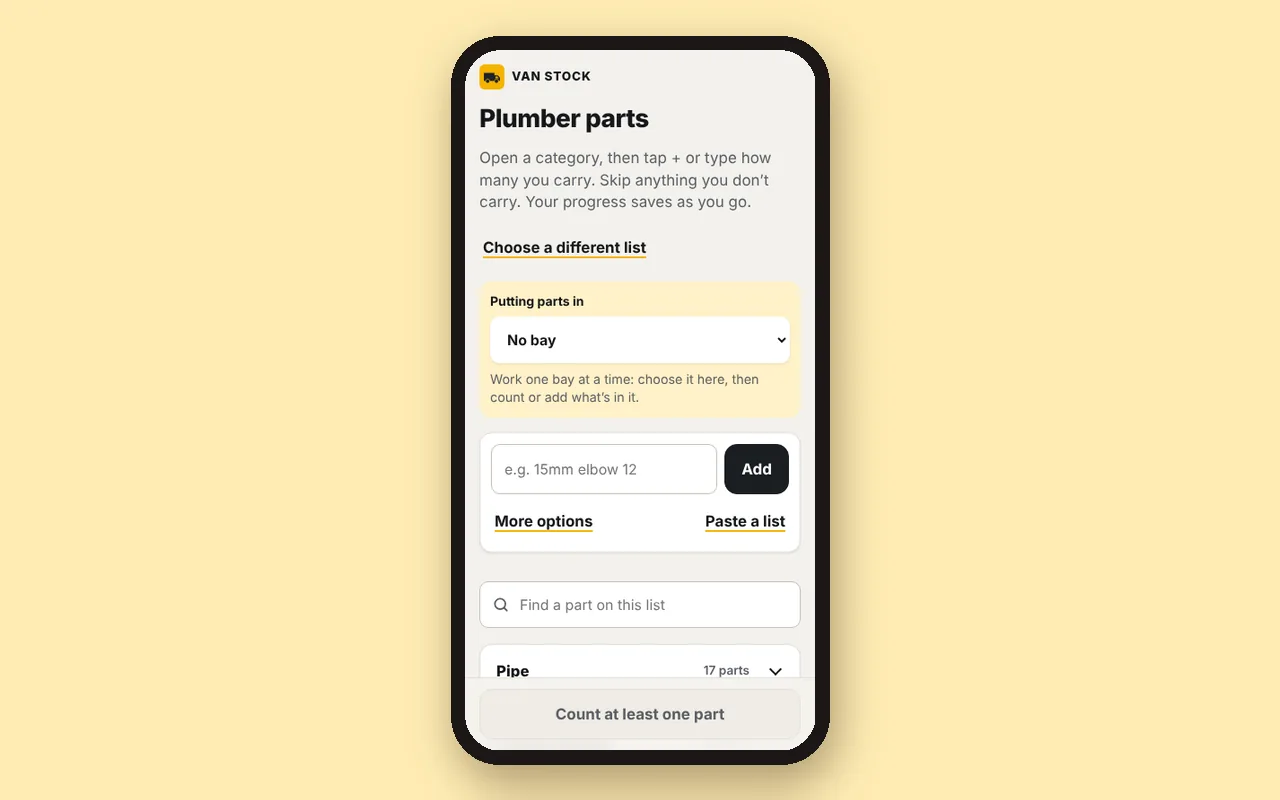 VAN STOCK
Plumber parts
Open a category, then tap + or type how
many you carry. Skip anything you don’t
carry. Your progress saves as you go.
Choose a different list
Putting parts in
No bay
Work one bay at a time: choose it here, then
count or add what’s in it.
e.g. 15mm elbow 12
Add
More options
Paste a list
Find a part on this list
Pipe
17 parts
Count at least one part